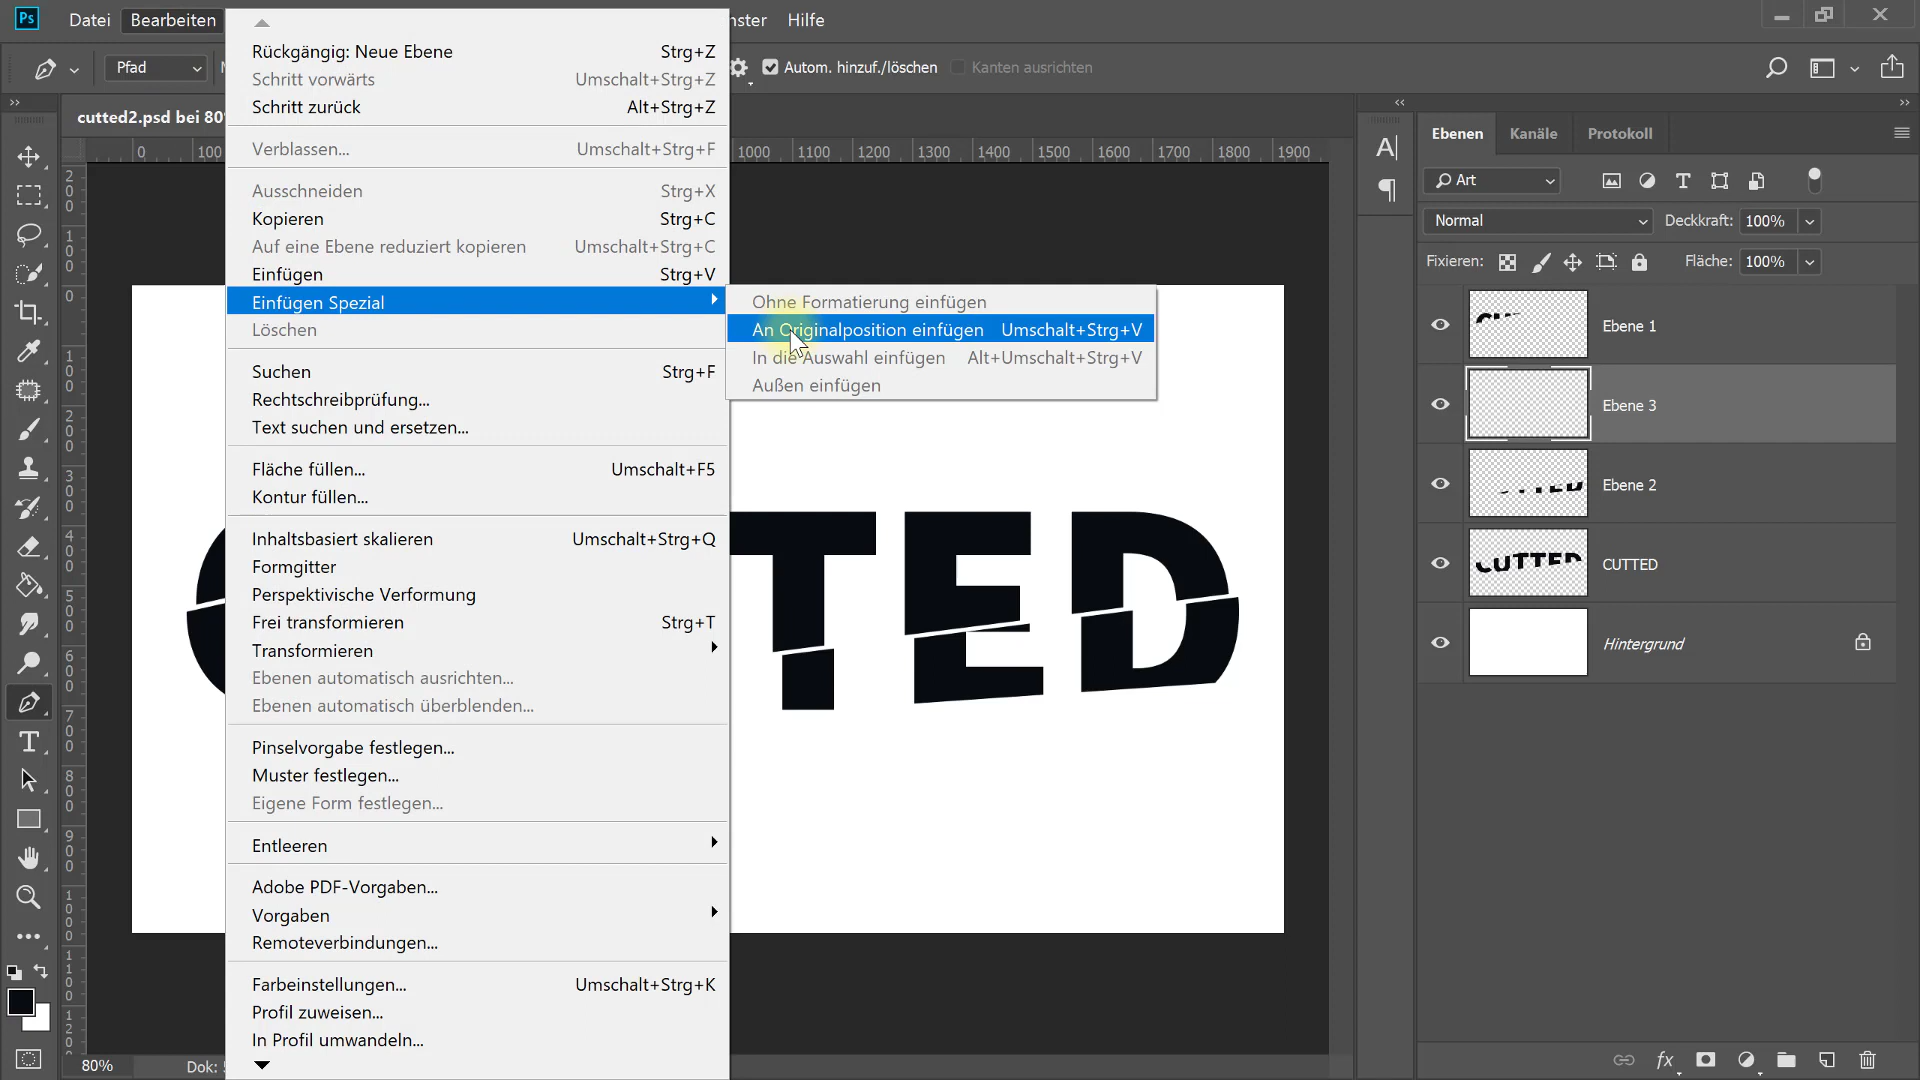 Ps
Datei
Bearbeiten
nster
Hilfe
Pfad
Autom. hinzuf./löschen
Kanten ausrichten
cutted2.psd bei 80
Rückgängig: Neue Ebene Strg+Z
Schritt vorwärts Umschalt+Strg+Z
Schritt zurück Alt+Strg+Z
Verblassen... Umschalt+Strg+F
Ausschneiden Strg+X
Kopieren Strg+C
Auf eine Ebene reduziert kopieren Umschalt+Strg+C
Einfügen Strg+V
Einfügen Spezial
Löschen
Suchen Strg+F
Rechtschreibprüfung...
Text suchen und ersetzen...
Fläche füllen... Umschalt+F5
Kontur füllen...
Inhaltsbasiert skalieren Umschalt+Strg+Q
Formgitter
Perspektivische Verformung
Frei transformieren Strg+T
Transformieren
Ebenen automatisch ausrichten...
Ebenen automatisch überblenden...
Pinselvorgabe festlegen...
Muster festlegen...
Eigene Form festlegen...
Entleeren
Adobe PDF-Vorgaben...
Vorgaben
Remoteverbindungen...
Farbeinstellungen... Umschalt+Strg+K
Profil zuweisen...
In Profil umwandeln...
Ohne Formatierung einfügen
An Originalposition einfügen Umschalt+Strg+V
In die Auswahl einfügen Alt+Umschalt+Strg+V
Außen einfügen
0 100 1000 1100 1200 1300 1400 1500 1600 1700 1800 1900
TED
80%
Dok:
Ebenen Kanäle Protokoll
Art
Normal Deckkraft: 100%
Fixieren: Fläche: 100%
Ebene 1
Ebene 3
Ebene 2
CUTTED
CUTTED
Hintergrund
fx